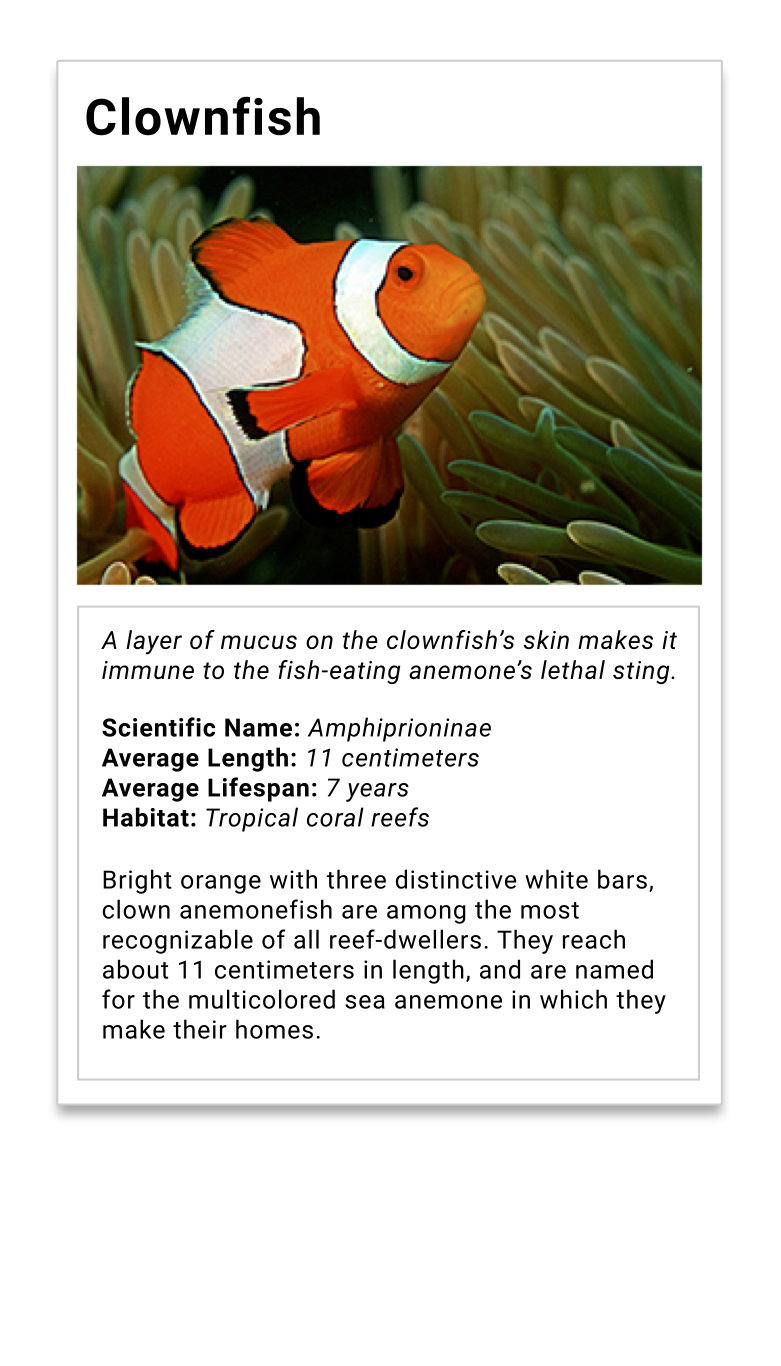 Clownfish
A layer of mucus on the clownfish’s skin makes it
immune to the fish-eating anemone’s lethal sting.
Scientific Name: Amphiprioninae
Average Length: 11 centimeters
Average Lifespan: 7 years
Habitat: Tropical coral reefs
Bright orange with three distinctive white bars,
clown anemonefish are among the most
recognizable of all reef-dwellers. They reach
about 11 centimeters in length, and are named
for the multicolored sea anemone in which they
make their homes.